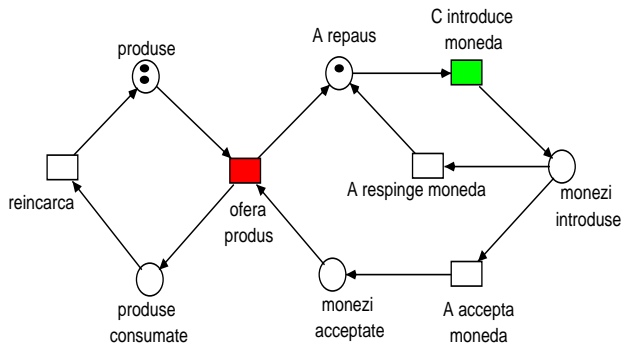 produse
A repaus
C introduce
moneda
reincarca
ofera
produs
A respinge moneda
monezi
introduse
produse
consumate
monezi
acceptate
A accepta
moneda